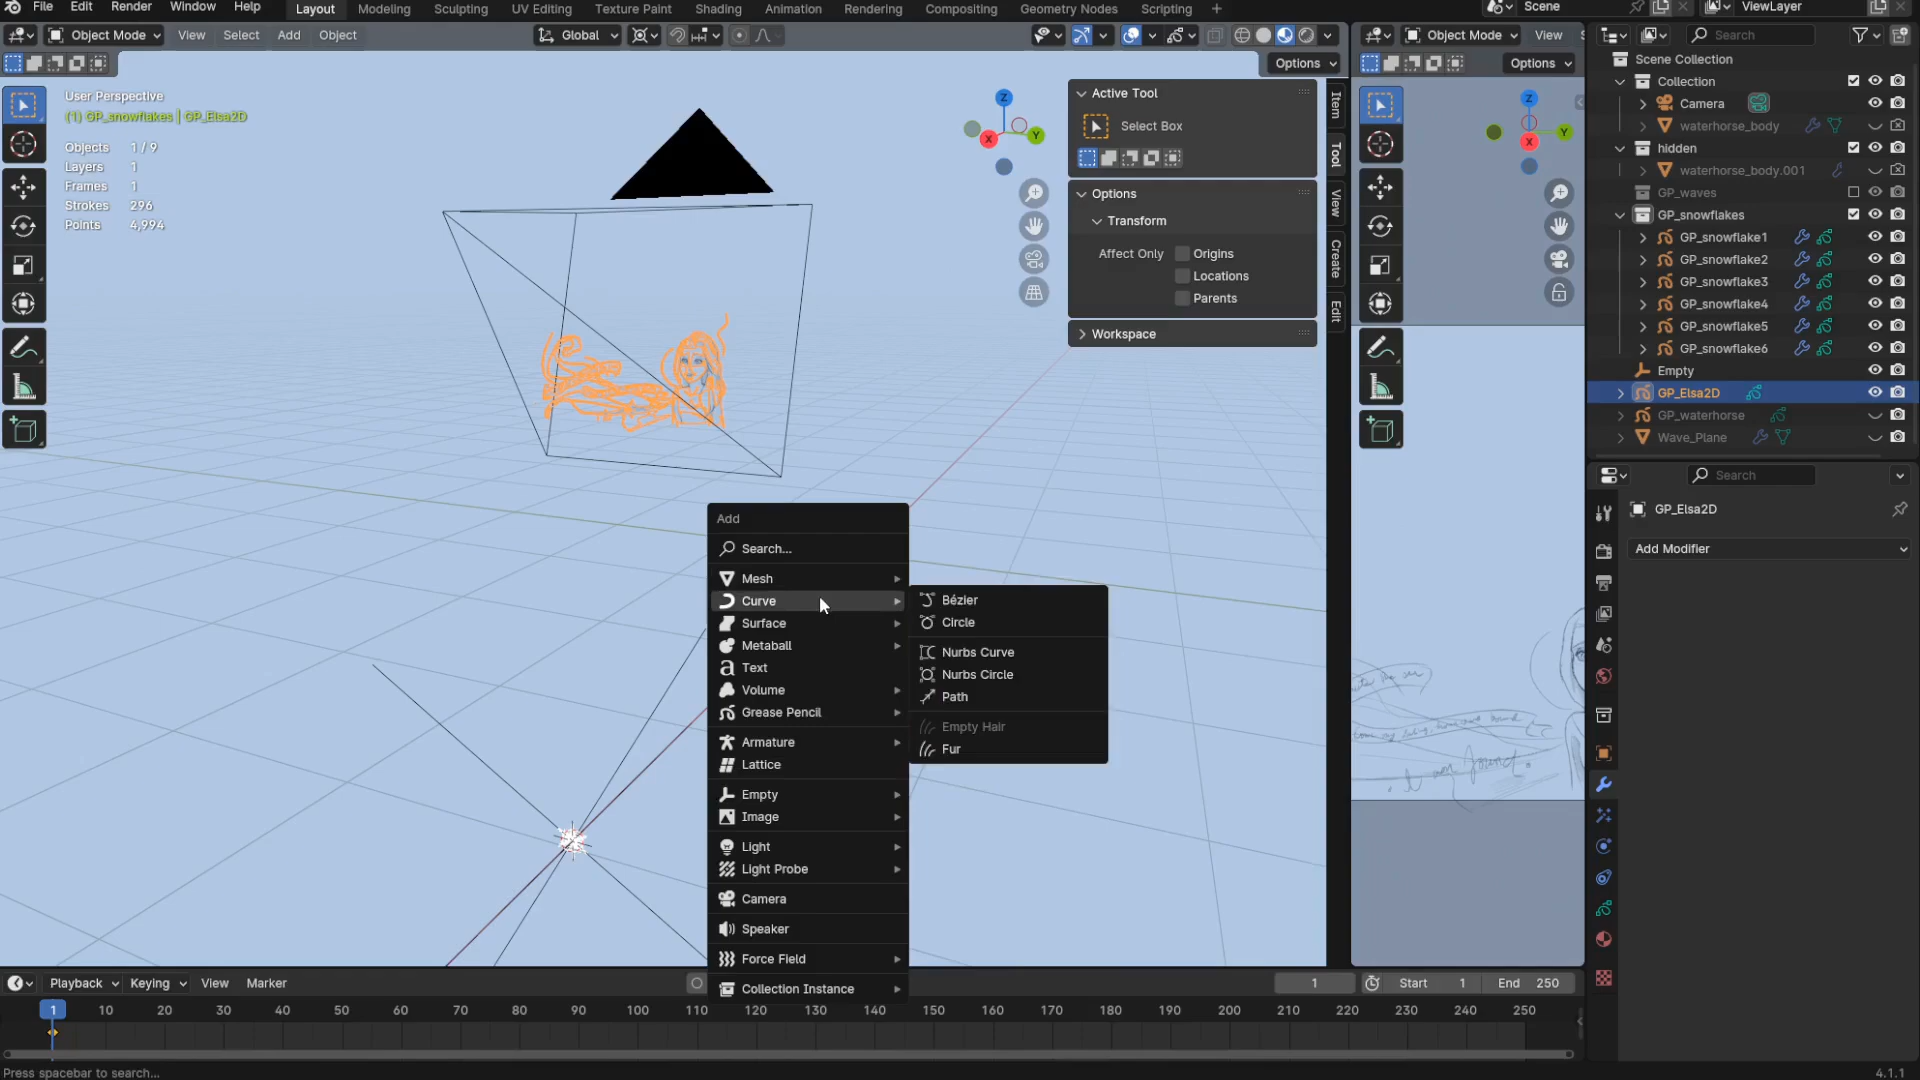 File Edit Render Window Help Layout Modeling Sculpting UV Editing Texture Paint Shading Animation Rendering Compositing Geometry Nodes Scripting + Scene ViewLayer
Object Mode View Select Add Object Global Object Mode View Search
Options Options
User Perspective
(1) GP_snowflakes | GP_Elsa2D
Objects 1 / 9
Layers 1
Frames 1
Strokes 296
Points 4,994
Z
X
Y
Active Tool
Select Box
Options
Transform
Affect Only Origins
Locations
Parents
Workspace
Item
Tool
View
Create
Edit
Z
Y
X
Scene Collection
Collection
Camera
waterhorse_body
hidden
waterhorse_body.001
GP_waves
GP_snowflakes
GP_snowflake1
GP_snowflake2
GP_snowflake3
GP_snowflake4
GP_snowflake5
GP_snowflake6
Empty
GP_Elsa2D
GP_waterhorse
Wave_Plane
Search
GP_Elsa2D
Add Modifier
Add
Search...
Mesh
Curve
Surface
Metaball
Text
Volume
Grease Pencil
Armature
Lattice
Empty
Image
Light
Light Probe
Camera
Speaker
Force Field
Collection Instance
Bézier
Circle
Nurbs Curve
Nurbs Circle
Path
Empty Hair
Fur
Playback Keying View Marker 1 Start 1 End 250
1 10 20 30 40 50 60 70 80 90 100 110 120 130 140 150 160 170 180 190 200 210 220 230 240 250
Press spacebar to search... 4.1.1